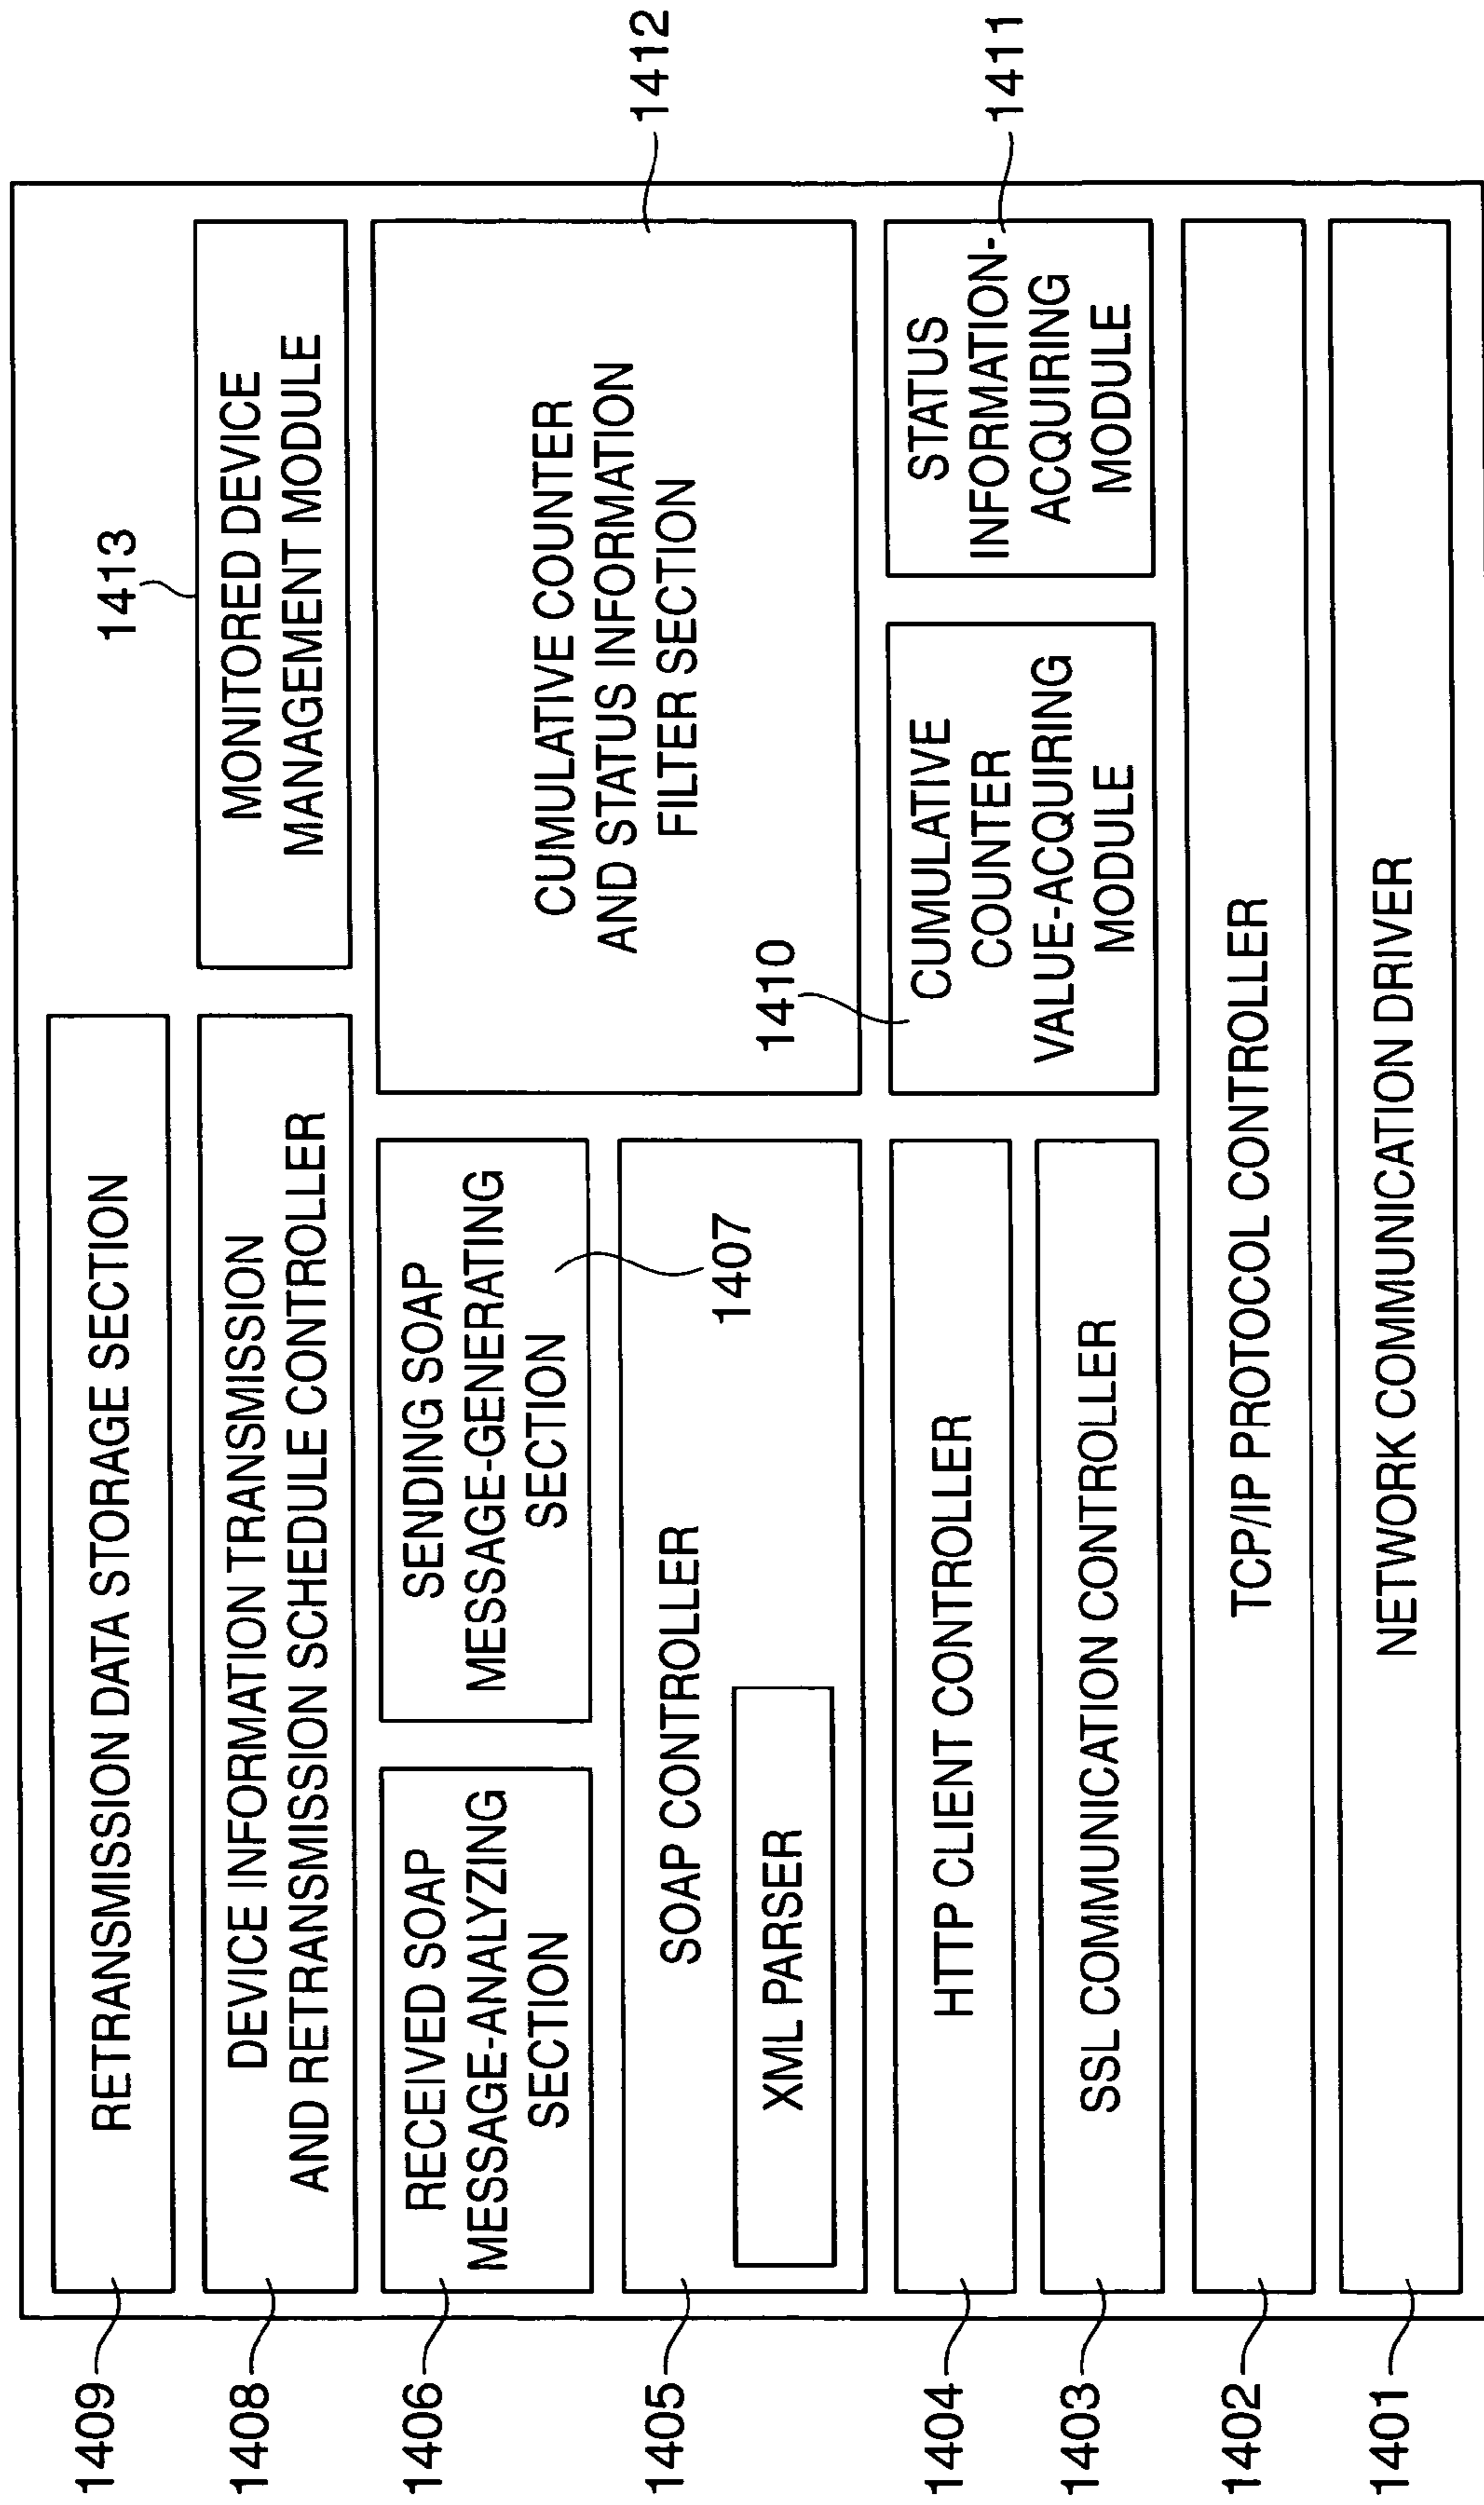 1409
RETRANSMISSION DATA STORAGE SECTION
1413
MONITORED DEVICE
MANAGEMENT MODULE
1408
DEVICE INFORMATION TRANSMISSION
AND RETRANSMISSION SCHEDULE CONTROLLER
1406
RECEIVED SOAP
MESSAGE-ANALYZING
SECTION
SENDING SOAP
MESSAGE-GENERATING
SECTION
1407
CUMULATIVE COUNTER
AND STATUS INFORMATION
FILTER SECTION
1412
1405
SOAP CONTROLLER
XML PARSER
1410
CUMULATIVE
COUNTER
VALUE-ACQUIRING
MODULE
STATUS
INFORMATION-
ACQUIRING
MODULE
1411
1404
HTTP CLIENT CONTROLLER
1403
SSL COMMUNICATION CONTROLLER
1402
TCP/IP PROTOCOL CONTROLLER
1401
NETWORK COMMUNICATION DRIVER